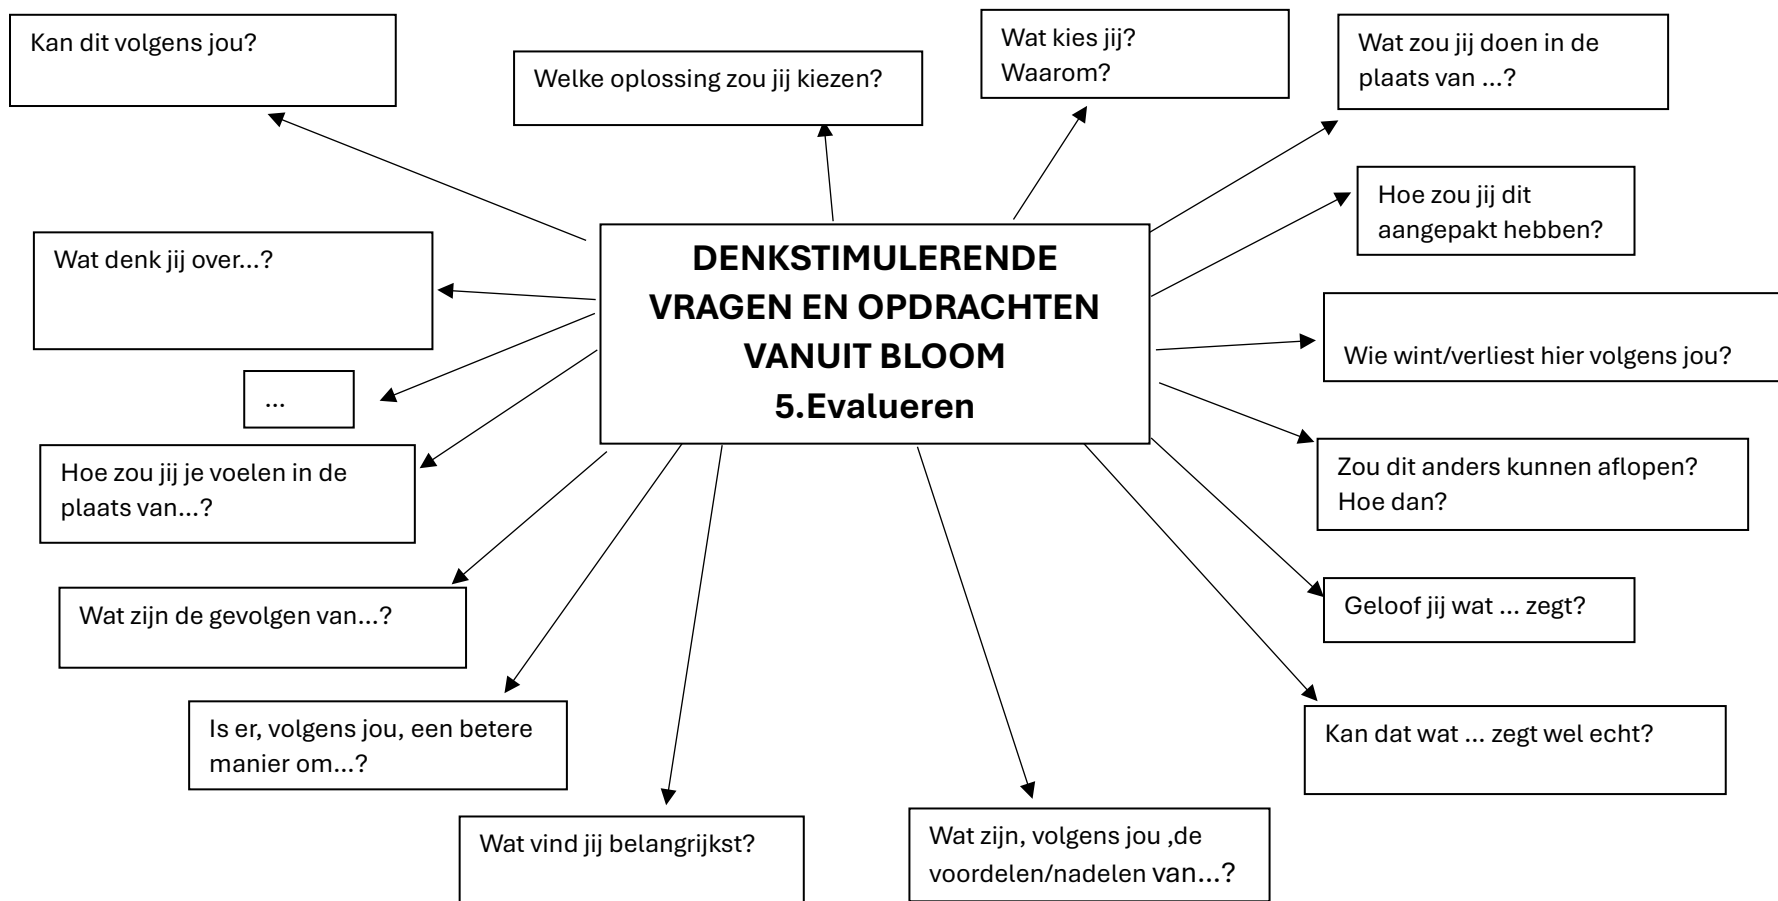 Kan dit volgens jou?
Welke oplossing zou jij kiezen?
Wat kies jij?
Waarom?
Wat zou jij doen in de
plaats van ...?
Hoe zou jij dit
aangepakt hebben?
Wat denk jij over...?
DENKSTIMULERENDE
VRAGEN EN OPDRACHTEN
VANUIT BLOOM
5.Evalueren
Wie wint/verliest hier volgens jou?
...
Hoe zou jij je voelen in de
plaats van...?
Zou dit anders kunnen aflopen?
Hoe dan?
Wat zijn de gevolgen van...?
Geloof jij wat ... zegt?
Is er, volgens jou, een betere
manier om...?
Kan dat wat ... zegt wel echt?
Wat vind jij belangrijkst?
Wat zijn, volgens jou ,de
voordelen/nadelen van...?